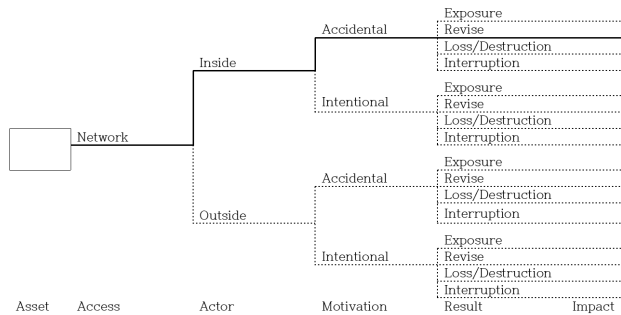 Exposure
Accidental Revise
Loss/Destruction
Inside Interruption
Exposure
Intentional Revise
Loss/Destruction
Network Interruption
Exposure
Accidental Revise
Loss/Destruction
Outside Interruption
Exposure
Intentional Revise
Loss/Destruction
Interruption
Asset Access Actor Motivation Result Impact